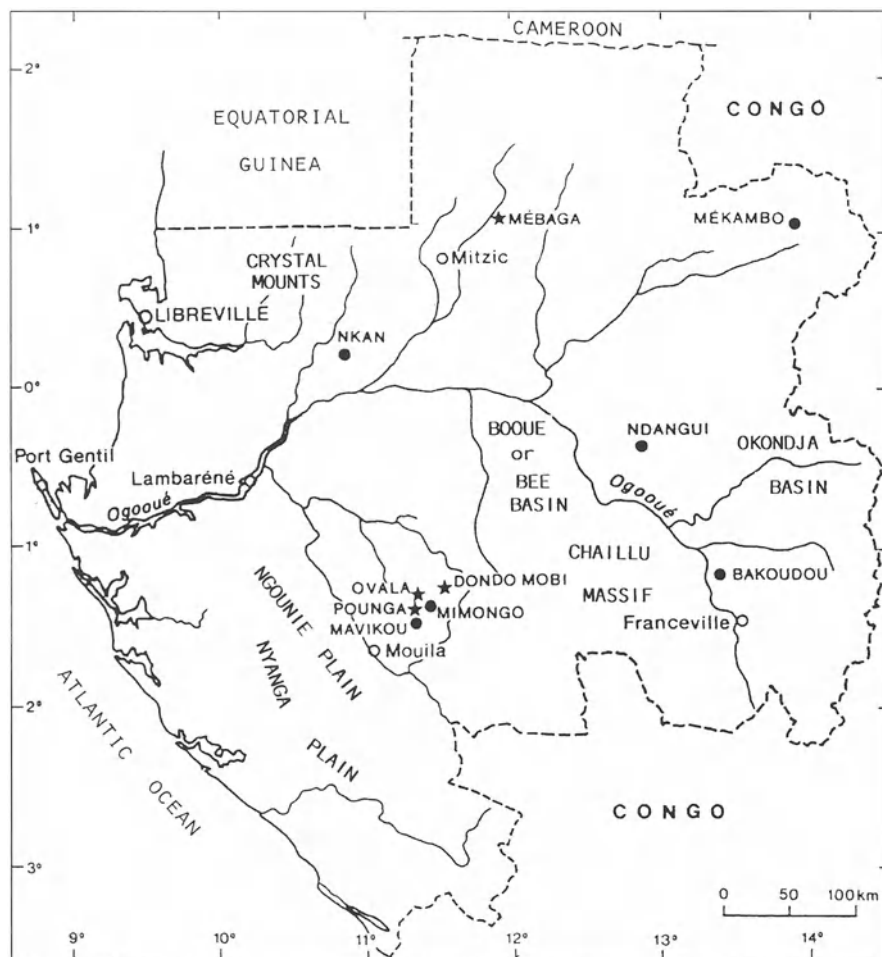 CAMEROON
2°
EQUATORIAL
GUINEA
CONGO
1°
MÉBAGA
MÉKAMBO
Mitzic
CRYSTAL
MOUNTS
LIBREVILLE
NKAN
0°
NDANGUI
BOOUE
or
BEE
BASIN
OKONDJA
BASIN
Port Gentil
Lambaréné
Ogooué
Ogooué
1°
CHAILLU
MASSIF
DONDO MOBI
OVALA
POUNGA
MIMONGO
MAVIKOU
BAKOUDOU
Franceville
Mouila
NGOUNIE PLAIN
NYANGA PLAIN
ATLANTIC OCEAN
2°
CONGO
3°
0 50 100 km
9° 10° 11° 12° 13° 14°